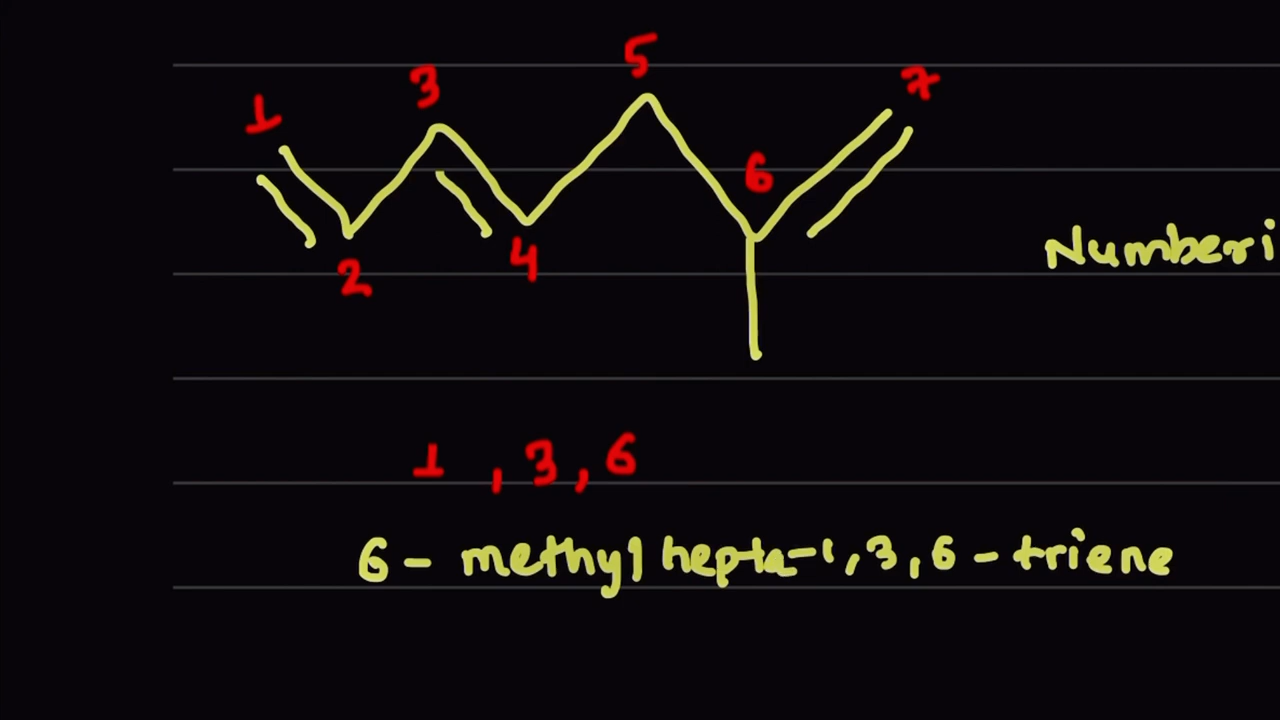 1 2 3 4 5 6 7
Numberi
1 , 3 , 6
6 - methyl hepta-1,3,6 - triene